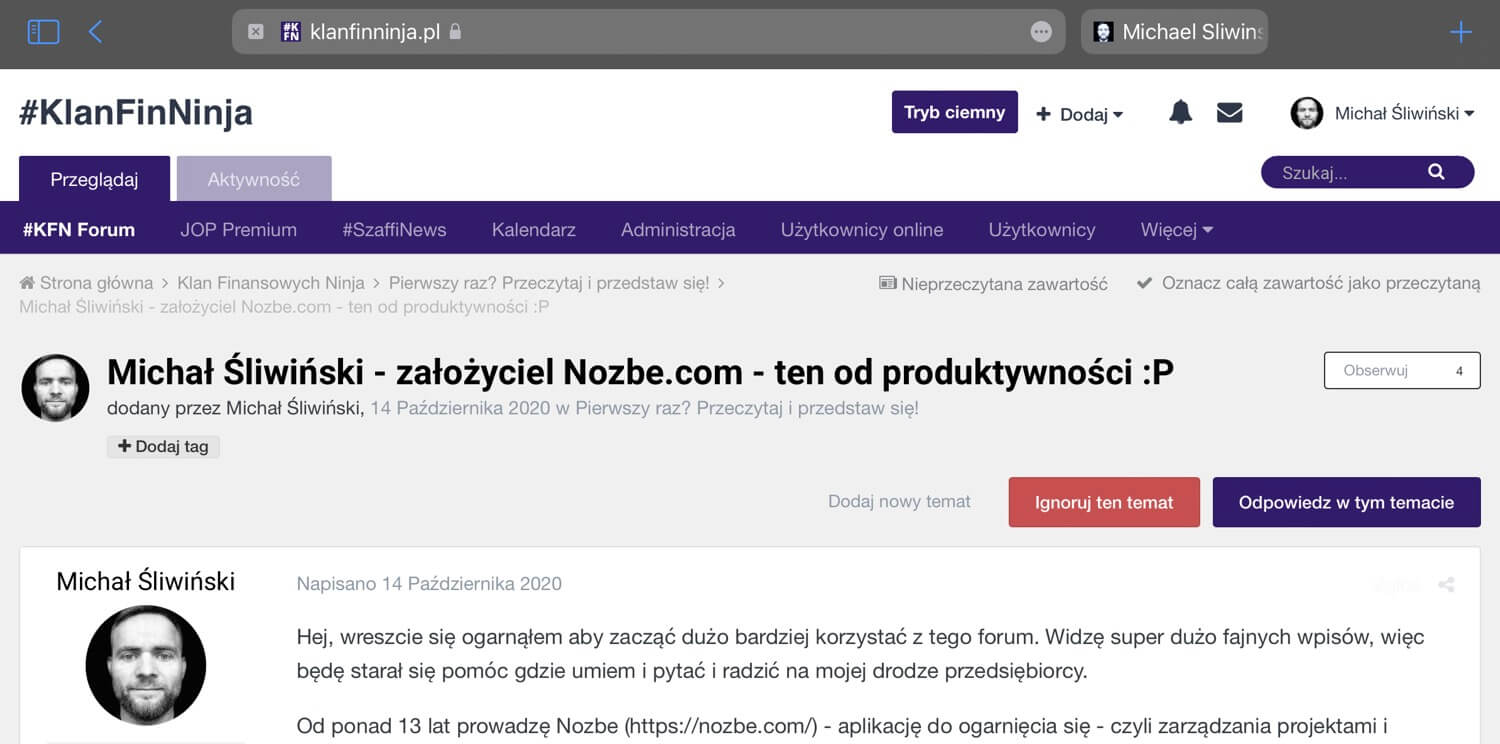 #K
FN
klanfinninja.pl
Michael Sliwins
#KlanFinNinja
Tryb ciemny
Dodaj
Michał Śliwiński
Przeglądaj
Aktywność
Szukaj...
#KFN Forum
JOP Premium
#SzaffiNews
Kalendarz
Administracja
Użytkownicy online
Użytkownicy
Więcej
Strona główna
Klan Finansowych Ninja
Pierwszy raz? Przeczytaj i przedstaw się!
Nieprzeczytana zawartość
Oznacz całą zawartość jako przeczytaną
Michał Śliwiński - założyciel Nozbe.com - ten od produktywności :P
Michał Śliwiński - założyciel Nozbe.com - ten od produktywności :P
Obserwuj 4
dodany przez Michał Śliwiński, 14 Października 2020 w Pierwszy raz? Przeczytaj i przedstaw się!
+ Dodaj tag
Dodaj nowy temat
Ignoruj ten temat
Odpowiedz w tym temacie
Michał Śliwiński
Napisano 14 Października 2020
Hej, wreszcie się ogarnąłem aby zacząć dużo bardziej korzystać z tego forum. Widzę super dużo fajnych wpisów, więc
będę starał się pomóc gdzie umiem i pytać i radzić na mojej drodze przedsiębiorcy.
Od ponad 13 lat prowadzę Nozbe (https://nozbe.com/) - aplikację do ogarnięcia się - czyli zarządzania projektami i